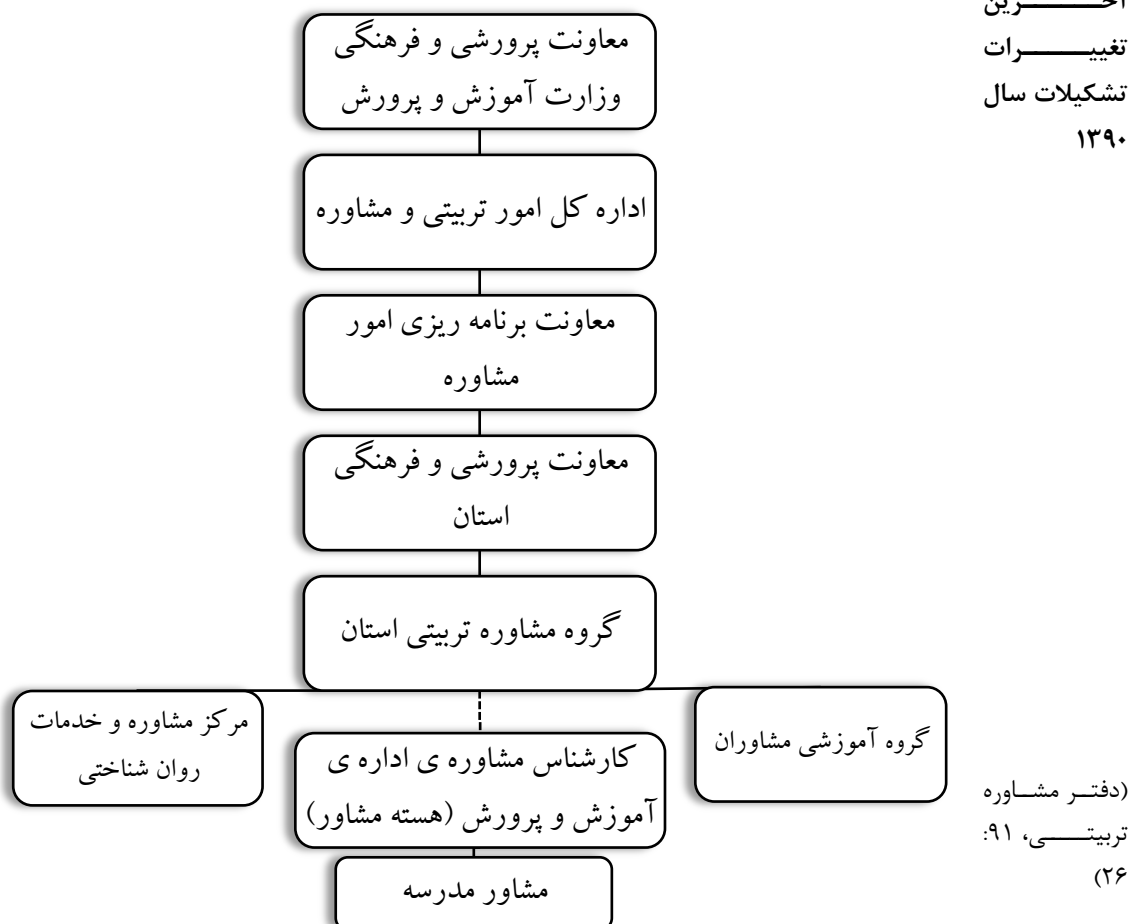 آخرین
تغییرات
تشکیلات سال
۱۳۹۰
معاونت پرورشی و فرهنگی
وزارت آموزش و پرورش
اداره کل امور تربیتی و مشاوره
معاونت برنامه ریزی امور
مشاوره
معاونت پرورشی و فرهنگی
استان
گروه مشاوره تربیتی استان
گروه آموزشی مشاوران
کارشناس مشاوره ی اداره ی
آموزش و پرورش (هسته مشاور)
مرکز مشاوره و خدمات
روان شناختی
مشاور مدرسه
(دفتر مشاوره
تربیتی، ۹۱:
۲۶)